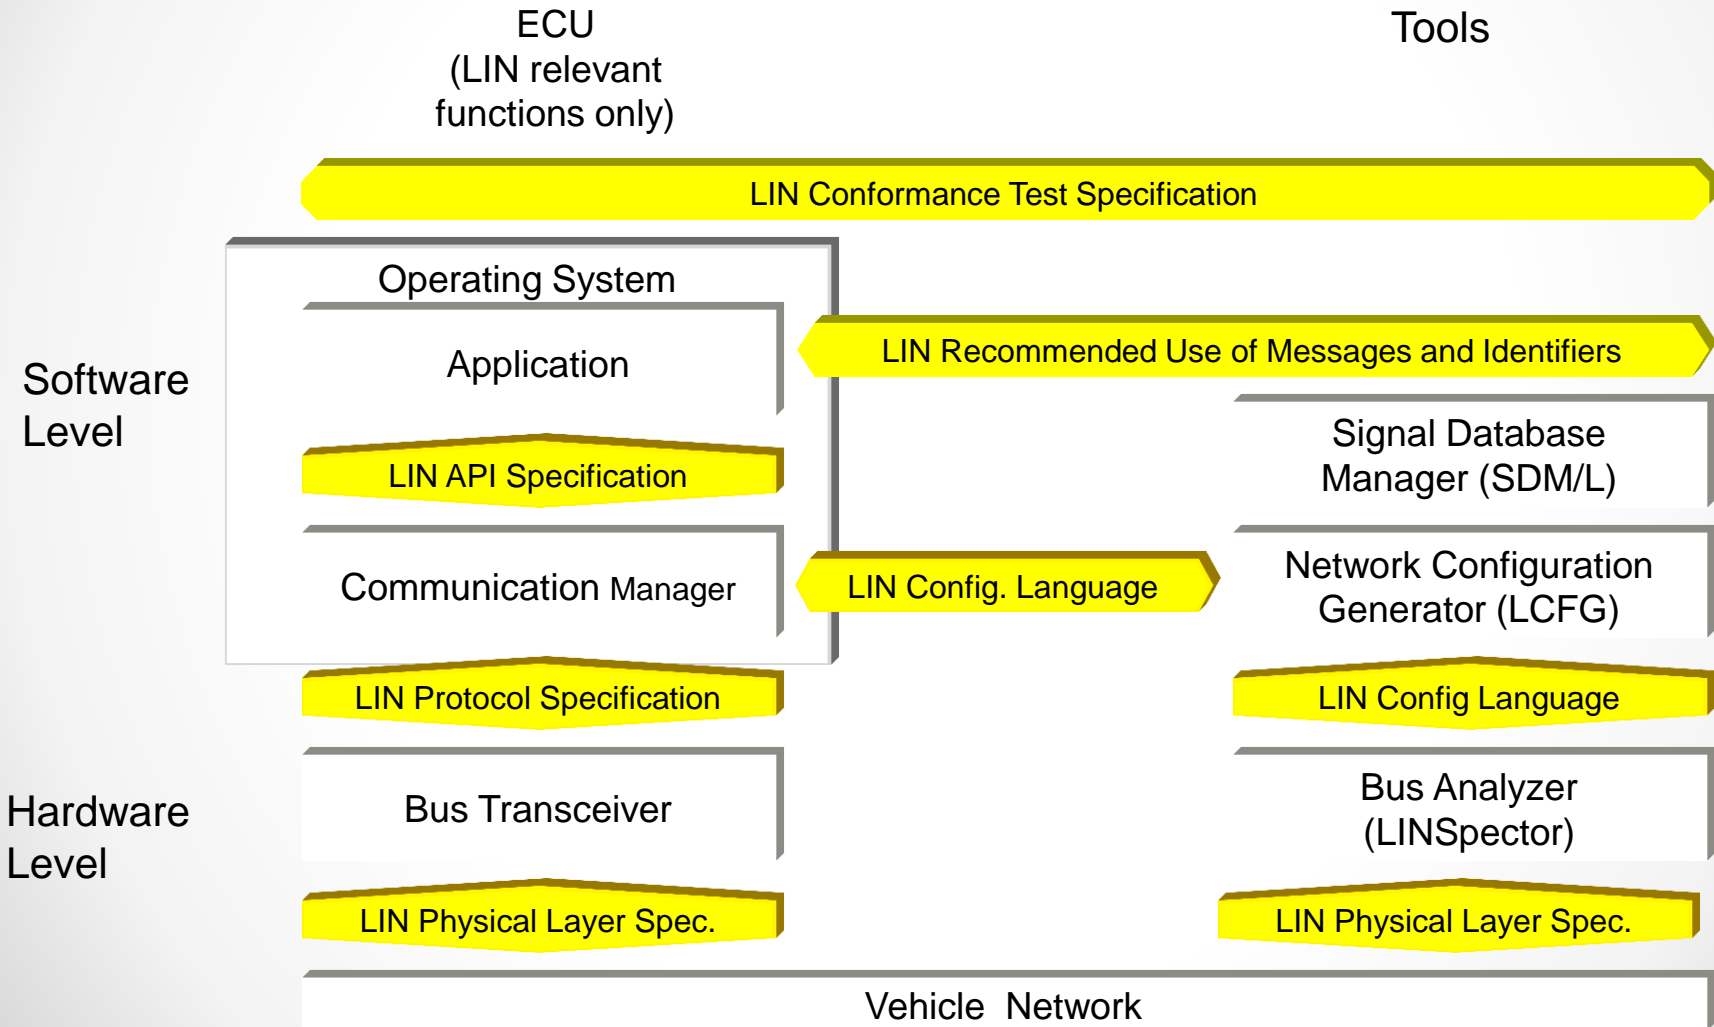 ECU
(LIN relevant
functions only)
Tools
LIN Conformance Test Specification
Operating System
Application
LIN Recommended Use of Messages and Identifiers
Software
Level
LIN API Specification
Signal Database
Manager (SDM/L)
Communication Manager
LIN Config. Language
Network Configuration
Generator (LCFG)
LIN Protocol Specification
LIN Config Language
Hardware
Level
Bus Transceiver
Bus Analyzer
(LINSpector)
LIN Physical Layer Spec.
LIN Physical Layer Spec.
Vehicle Network